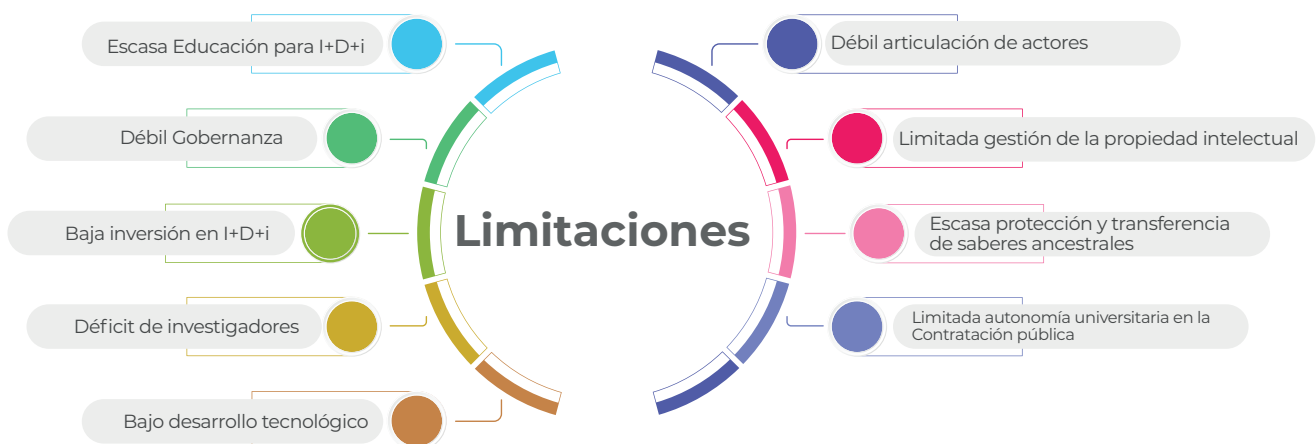 Escasa Educación para I+D+i
Débil Gobernanza
Baja inversión en I+D+i
Déficit de investigadores
Bajo desarrollo tecnológico
Limitaciones
Débil articulación de actores
Limitada gestión de la propiedad intelectual
Escasa protección y transferencia
de saberes ancestrales
Limitada autonomía universitaria en la
Contratación pública